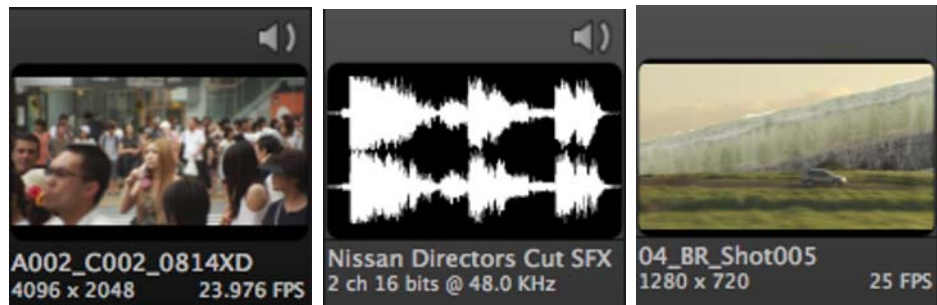 A002_C002_0814XD
4096 x 2048 23.976 FPS
Nissan Directors Cut SFX
2 ch 16 bits @ 48.0 KHz
04_BR_Shot005
1280 x 720 25 FPS